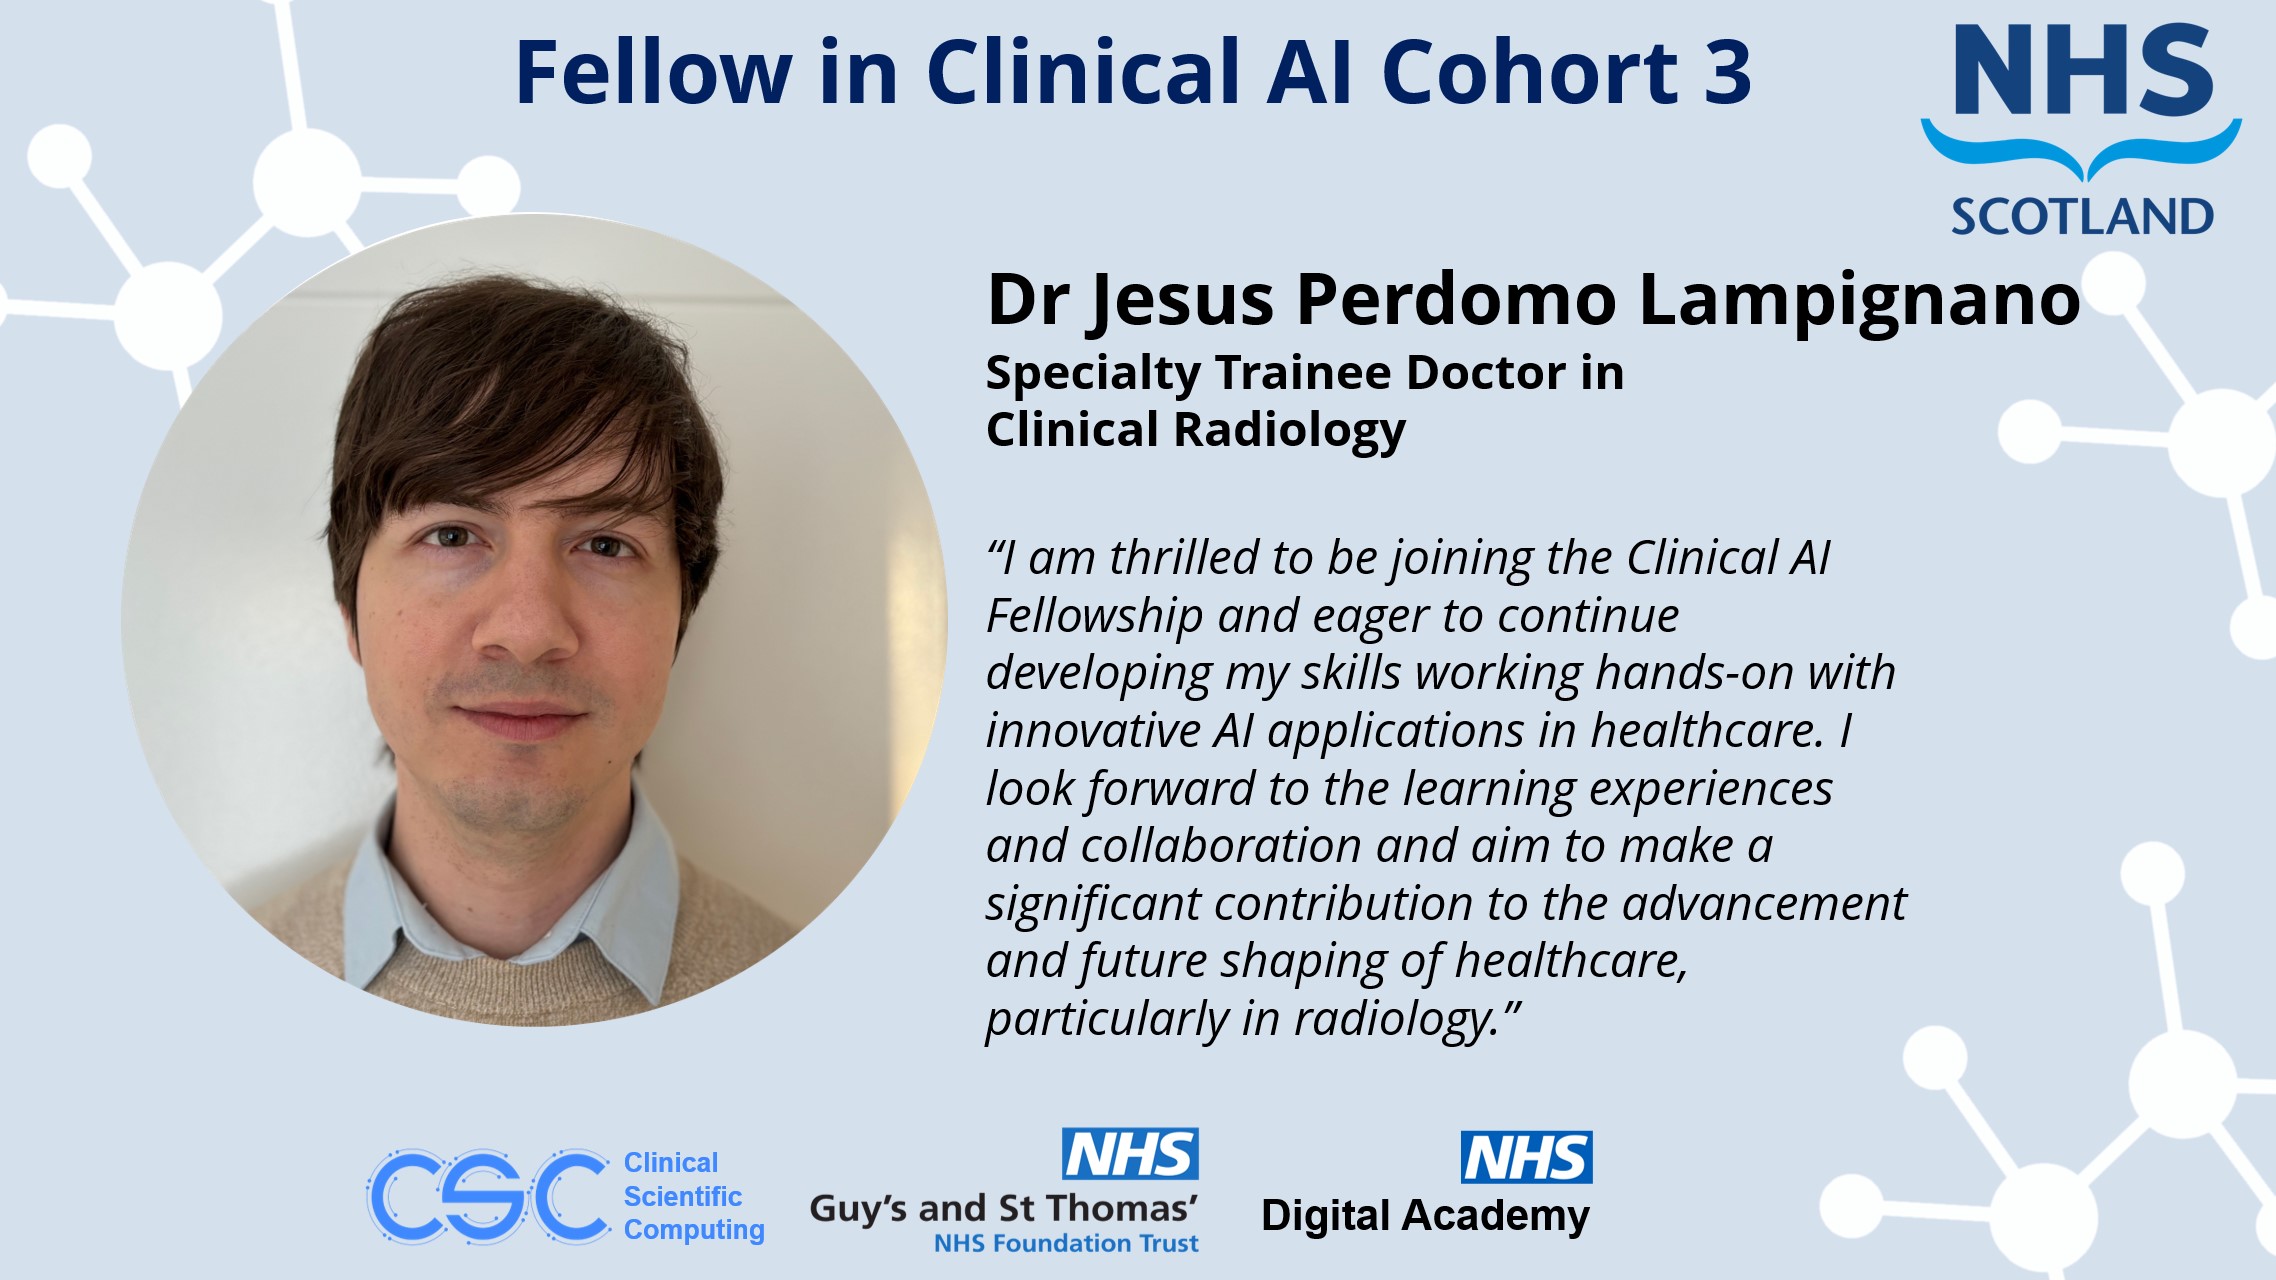 Fellow in Clinical AI Cohort 3
NHS
SCOTLAND
Dr Jesus Perdomo Lampignano
Specialty Trainee Doctor in
Clinical Radiology
“I am thrilled to be joining the Clinical AI
Fellowship and eager to continue
developing my skills working hands-on with
innovative AI applications in healthcare. I
look forward to the learning experiences
and collaboration and aim to make a
significant contribution to the advancement
and future shaping of healthcare,
particularly in radiology.”
CSC
Clinical
Scientific
Computing
NHS
Guy’s and St Thomas’
NHS Foundation Trust
NHS
Digital Academy